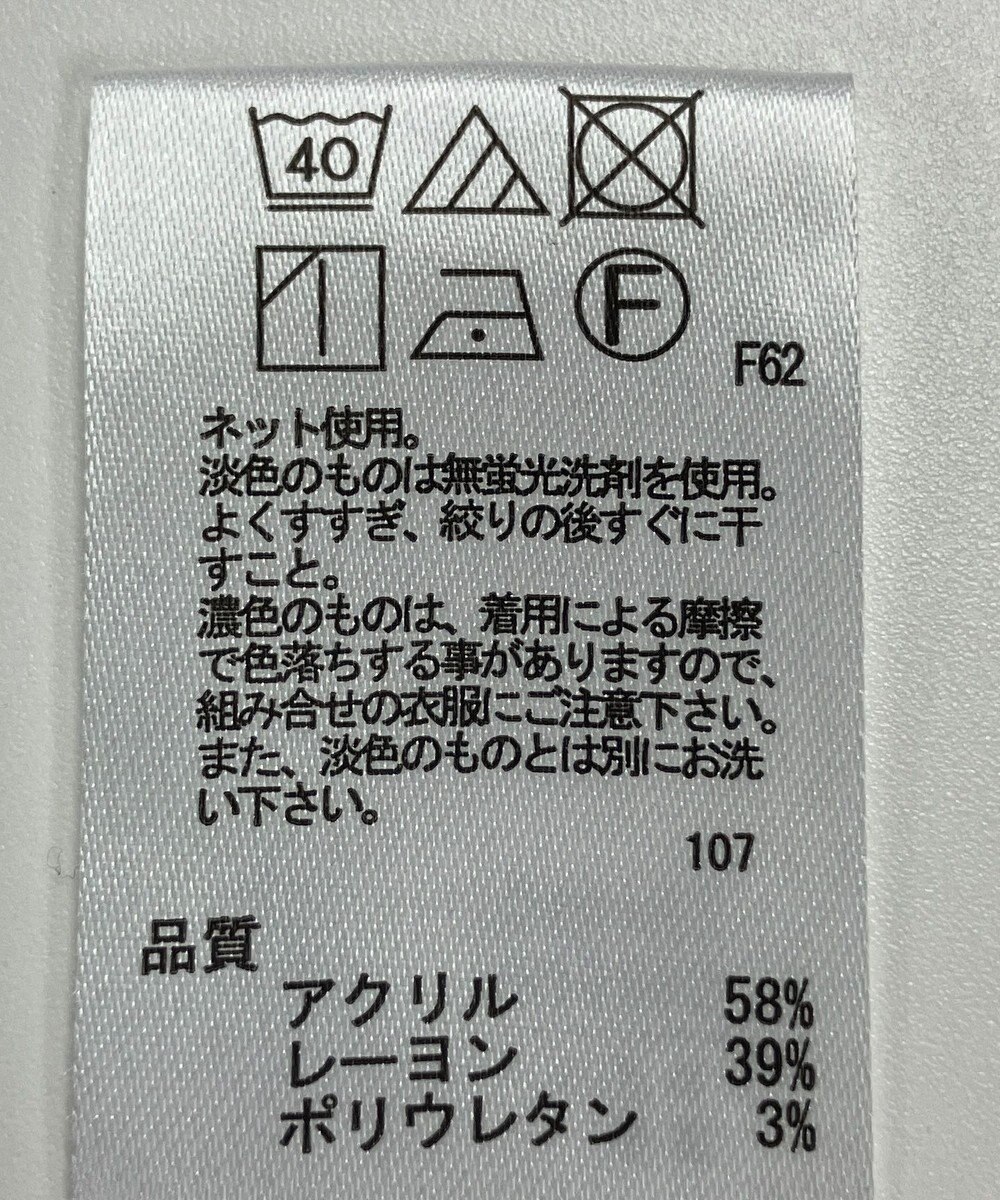 40
F
F62
ネット使用。
淡色のものは無蛍光洗剤を使用。
よくすすぎ、絞りの後すぐに干
すこと。
濃色のものは、着用による摩擦
で色落ちする事がありますので、
組み合せの衣服にご注意下さい。
また、淡色のものとは別にお洗
い下さい。
107
品質
アクリル 58%
レーヨン 39%
ポリウレタン 3%